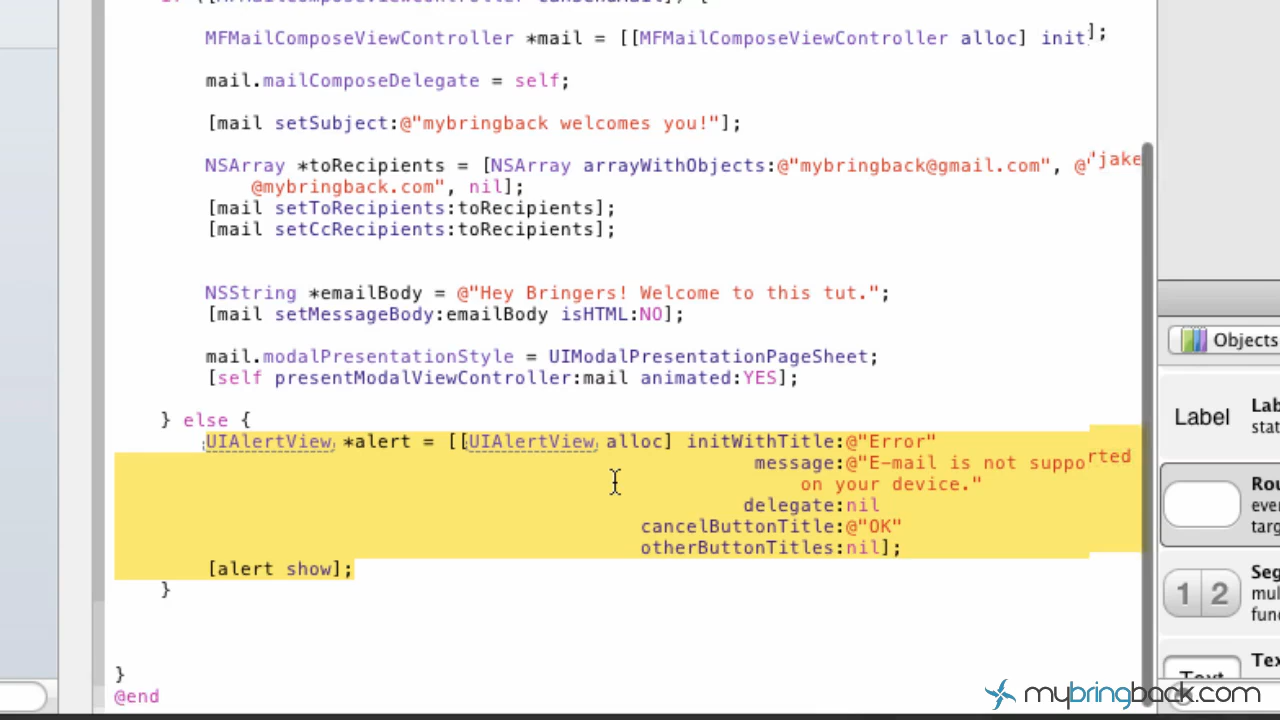 MFMailComposeViewController *mail = [[MFMailComposeViewController alloc] init];
mail.mailComposeDelegate = self;
[mail setSubject:@"mybringback welcomes you!"];
NSArray *toRecipients = [NSArray arrayWithObjects:@"mybringback@gmail.com", @"jake
@mybringback.com", nil];
[mail setToRecipients:toRecipients];
[mail setCcRecipients:toRecipients];
NSString *emailBody = @"Hey Bringers! Welcome to this tut.";
[mail setMessageBody:emailBody isHTML:NO];
mail.modalPresentationStyle = UIModalPresentationPageSheet;
[self presentModalViewController:mail animated:YES];
} else {
UIAlertView *alert = [[UIAlertView alloc] initWithTitle:@"Error"
message:@"E-mail is not supported
on your device."
delegate:nil
cancelButtonTitle:@"OK"
otherButtonTitles:nil];
[alert show];
}
}
@end
Objects
Label
1 2
mybringback.com